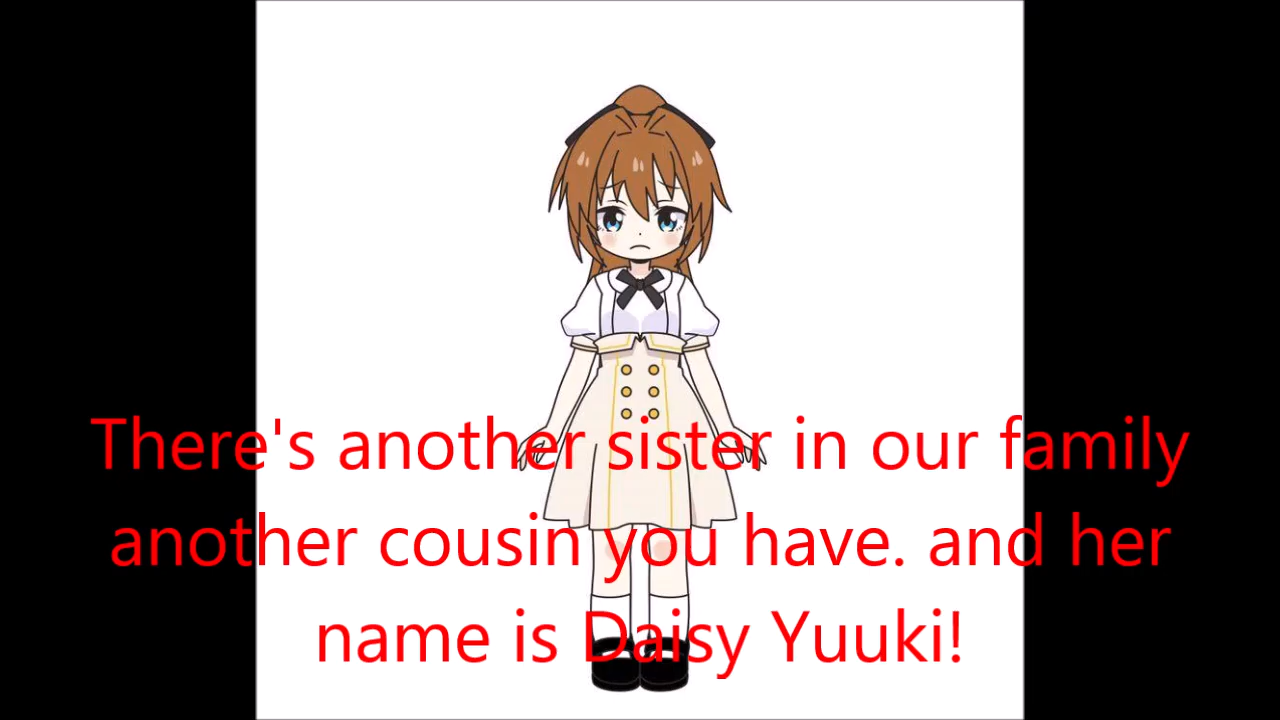 There's another sister in our family
another cousin you have. and her
name is Daisy Yuuki!